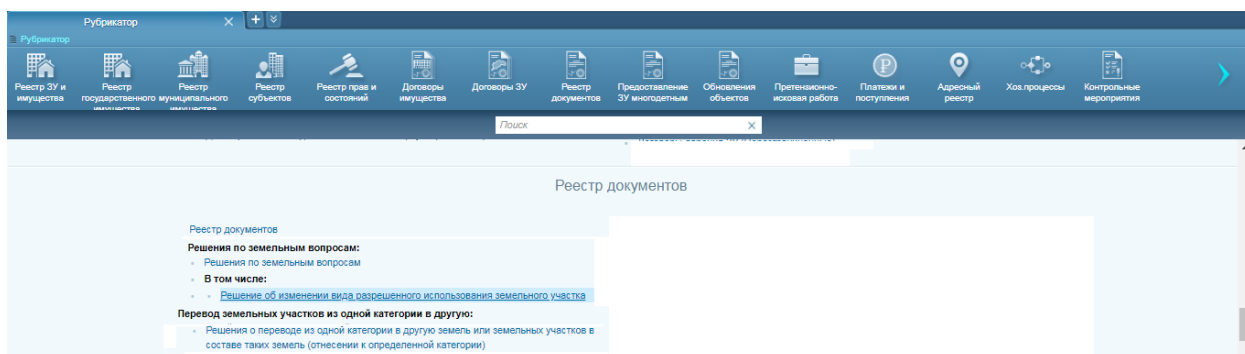 Рубрикатор
Рубрикатор
Реестр ЗУ и имущества
Реестр государственного имущества
Реестр муниципального имущества
Реестр субъектов
Реестр прав и состояний
Договоры имущества
Договоры ЗУ
Реестр документов
Предоставление ЗУ многодетным
Обновления объектов
Претензионно-исковая работа
Платежи и поступления
Адресный реестр
Хоз.процессы
Контрольные мероприятия
Поиск
Реестр документов
Реестр документов
Решения по земельным вопросам:
Решения по земельным вопросам
В том числе:
Решение об изменении вида разрешенного использования земельного участка
Перевод земельных участков из одной категории в другую:
Решения о переводе из одной категории в другую земель или земельных участков в
составе таких земель (отнесении к определенной категории)